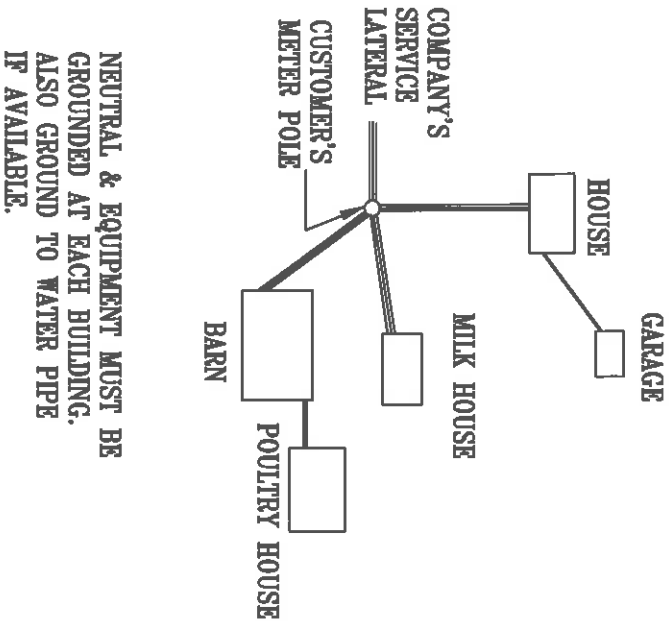 COMPANY'S
SERVICE
LATERAL
CUSTOMER'S
METER POLE
HOUSE
GARAGE
MILK HOUSE
BARN
POULTRY HOUSE
NEUTRAL & EQUIPMENT MUST BE
GROUNDED AT EACH BUILDING.
ALSO GROUND TO WATER PIPE
IF AVAILABLE.